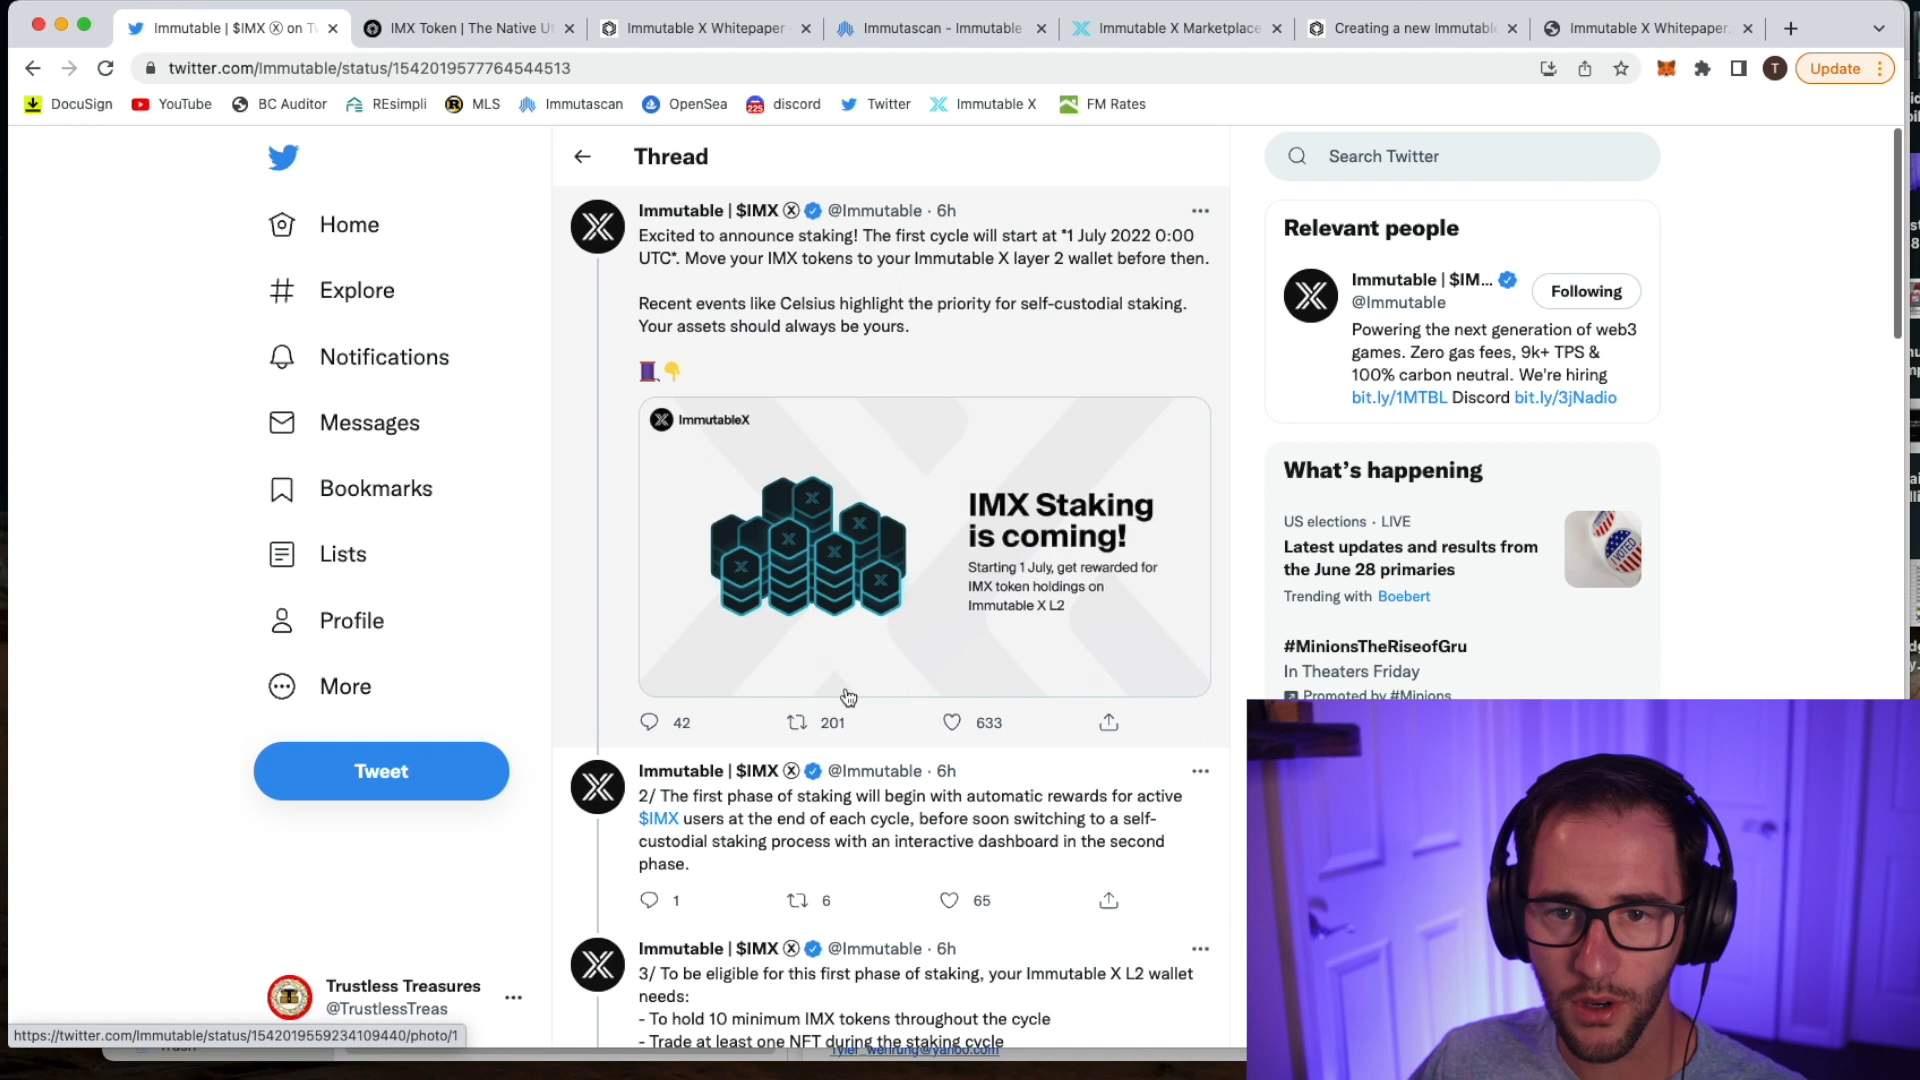 Immutable | $IMX Ⓧ on Tw
IMX Token | The Native Ut
Immutable X Whitepaper
Immutascan - Immutable
Immutable X Marketplace
Creating a new Immutabl
Immutable X Whitepaper
twitter.com/Immutable/status/1542019577764544513
T
Update
DocuSign
YouTube
BC Auditor
REsimpli
MLS
Immutascan
OpenSea
discord
Twitter
Immutable X
FM Rates
Home
Explore
Notifications
Messages
Bookmarks
Lists
Profile
More
Tweet
Trustless Treasures
@TrustlessTreas
https://twitter.com/Immutable/status/1542019559234109440/photo/1
Thread
Immutable | $IMX Ⓧ @Immutable · 6h
Excited to announce staking! The first cycle will start at *1 July 2022 0:00
UTC*. Move your IMX tokens to your Immutable X layer 2 wallet before then.
Recent events like Celsius highlight the priority for self-custodial staking.
Your assets should always be yours.
🧵👇
ImmutableX
IMX Staking
is coming!
Starting 1 July, get rewarded for
IMX token holdings on
Immutable X L2
42 201 633
Immutable | $IMX Ⓧ @Immutable · 6h
2/ The first phase of staking will begin with automatic rewards for active
$IMX users at the end of each cycle, before soon switching to a self-
custodial staking process with an interactive dashboard in the second
phase.
1 6 65
Immutable | $IMX Ⓧ @Immutable · 6h
3/ To be eligible for this first phase of staking, your Immutable X L2 wallet
needs:
- To hold 10 minimum IMX tokens throughout the cycle
- Trade at least one NFT during the staking cycle
Search Twitter
Relevant people
Immutable | $IM...
@Immutable
Following
Powering the next generation of web3
games. Zero gas fees, 9k+ TPS &
100% carbon neutral. We're hiring
bit.ly/1MTBL Discord bit.ly/3jNadio
What's happening
US elections · LIVE
Latest updates and results from
the June 28 primaries
Trending with Boebert
#MinionsTheRiseofGru
In Theaters Friday
Promoted by #Minions